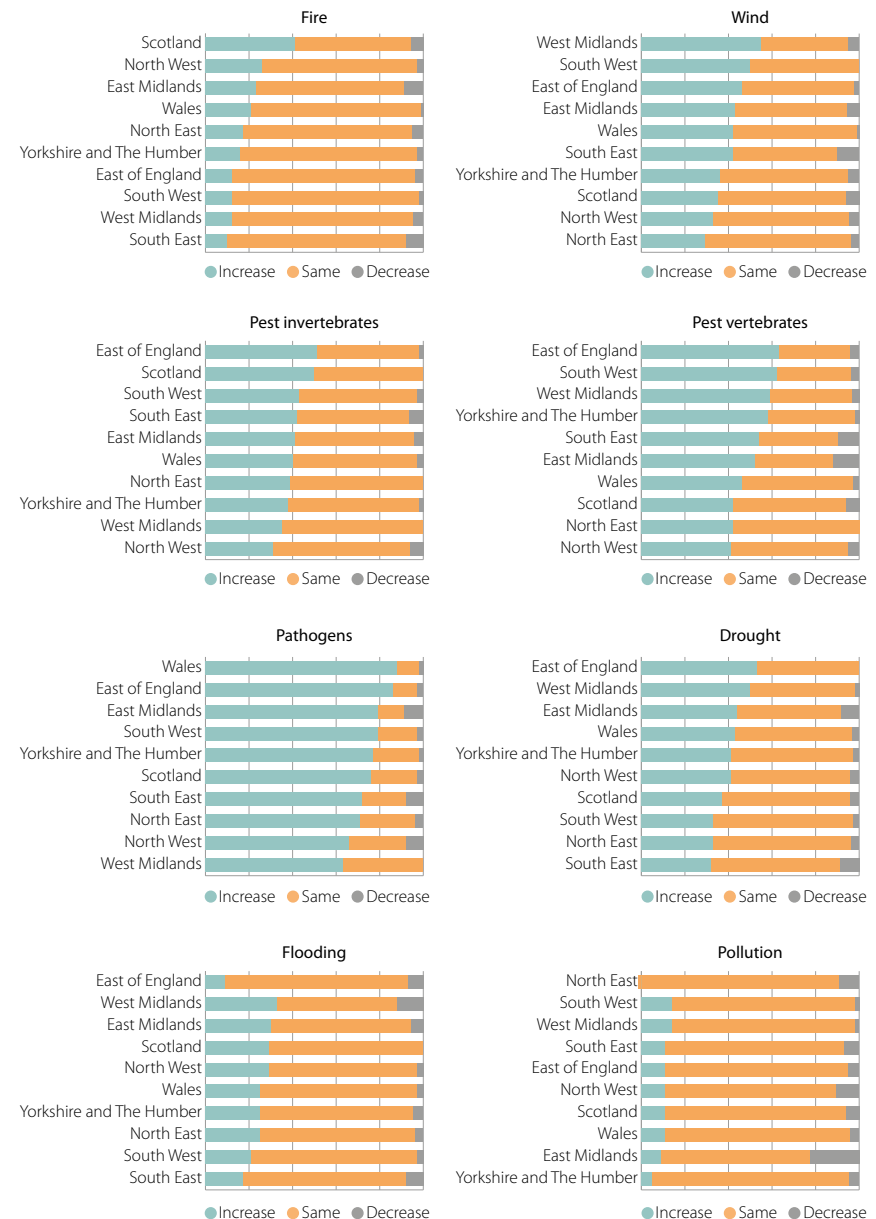 Fire
Scotland
North West
East Midlands
Wales
North East
Yorkshire and The Humber
East of England
South West
West Midlands
South East
Increase Same Decrease
Wind
West Midlands
South West
East of England
East Midlands
Wales
South East
Yorkshire and The Humber
Scotland
North West
North East
Increase Same Decrease
Pest invertebrates
East of England
Scotland
South West
South East
East Midlands
Wales
North East
Yorkshire and The Humber
West Midlands
North West
Increase Same Decrease
Pest vertebrates
East of England
South West
West Midlands
Yorkshire and The Humber
South East
East Midlands
Wales
Scotland
North East
North West
Increase Same Decrease
Pathogens
Wales
East of England
East Midlands
South West
Yorkshire and The Humber
Scotland
South East
North East
North West
West Midlands
Increase Same Decrease
Drought
East of England
West Midlands
East Midlands
Wales
Yorkshire and The Humber
North West
Scotland
South West
North East
South East
Increase Same Decrease
Flooding
East of England
West Midlands
East Midlands
Scotland
North West
Wales
Yorkshire and The Humber
North East
South West
South East
Increase Same Decrease
Pollution
North East
South West
West Midlands
South East
East of England
North West
Scotland
Wales
East Midlands
Yorkshire and The Humber
Increase Same Decrease